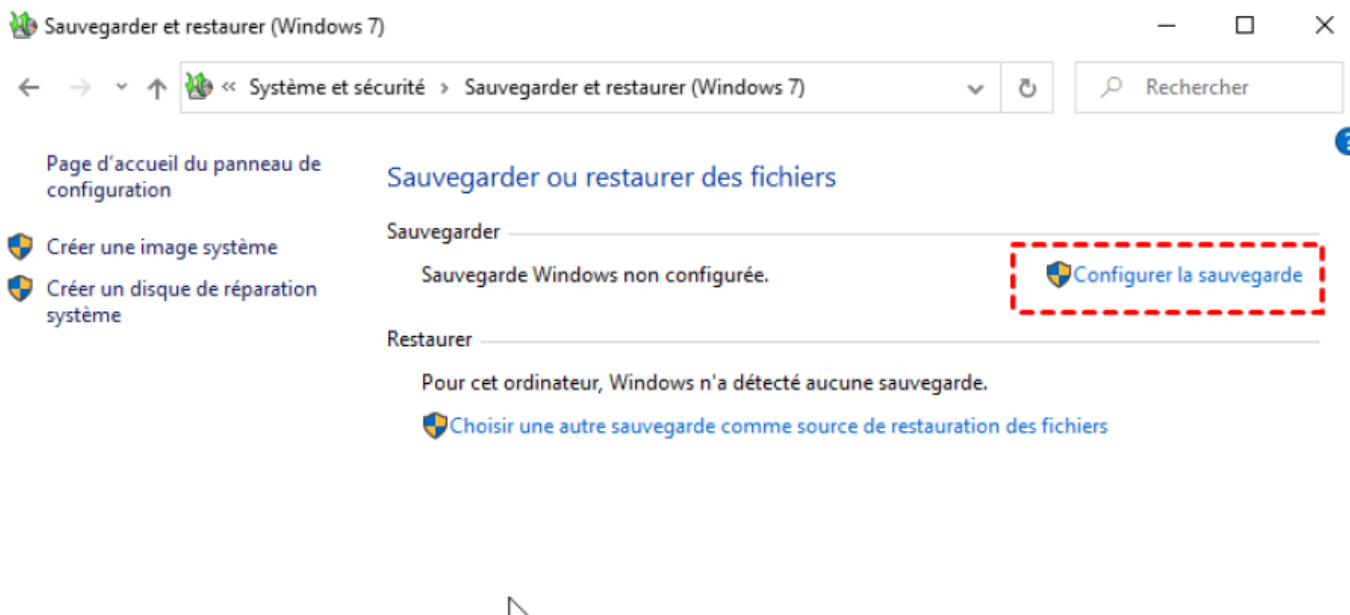 Sauvegarder et restaurer (Windows 7)
« Système et sécurité > Sauvegarder et restaurer (Windows 7)
Rechercher
?
Page d'accueil du panneau de
configuration
Créer une image système
Créer un disque de réparation
système
Sauvegarder ou restaurer des fichiers
Sauvegarder
Sauvegarde Windows non configurée.
Configurer la sauvegarde
Restaurer
Pour cet ordinateur, Windows n'a détecté aucune sauvegarde.
Choisir une autre sauvegarde comme source de restauration des fichiers